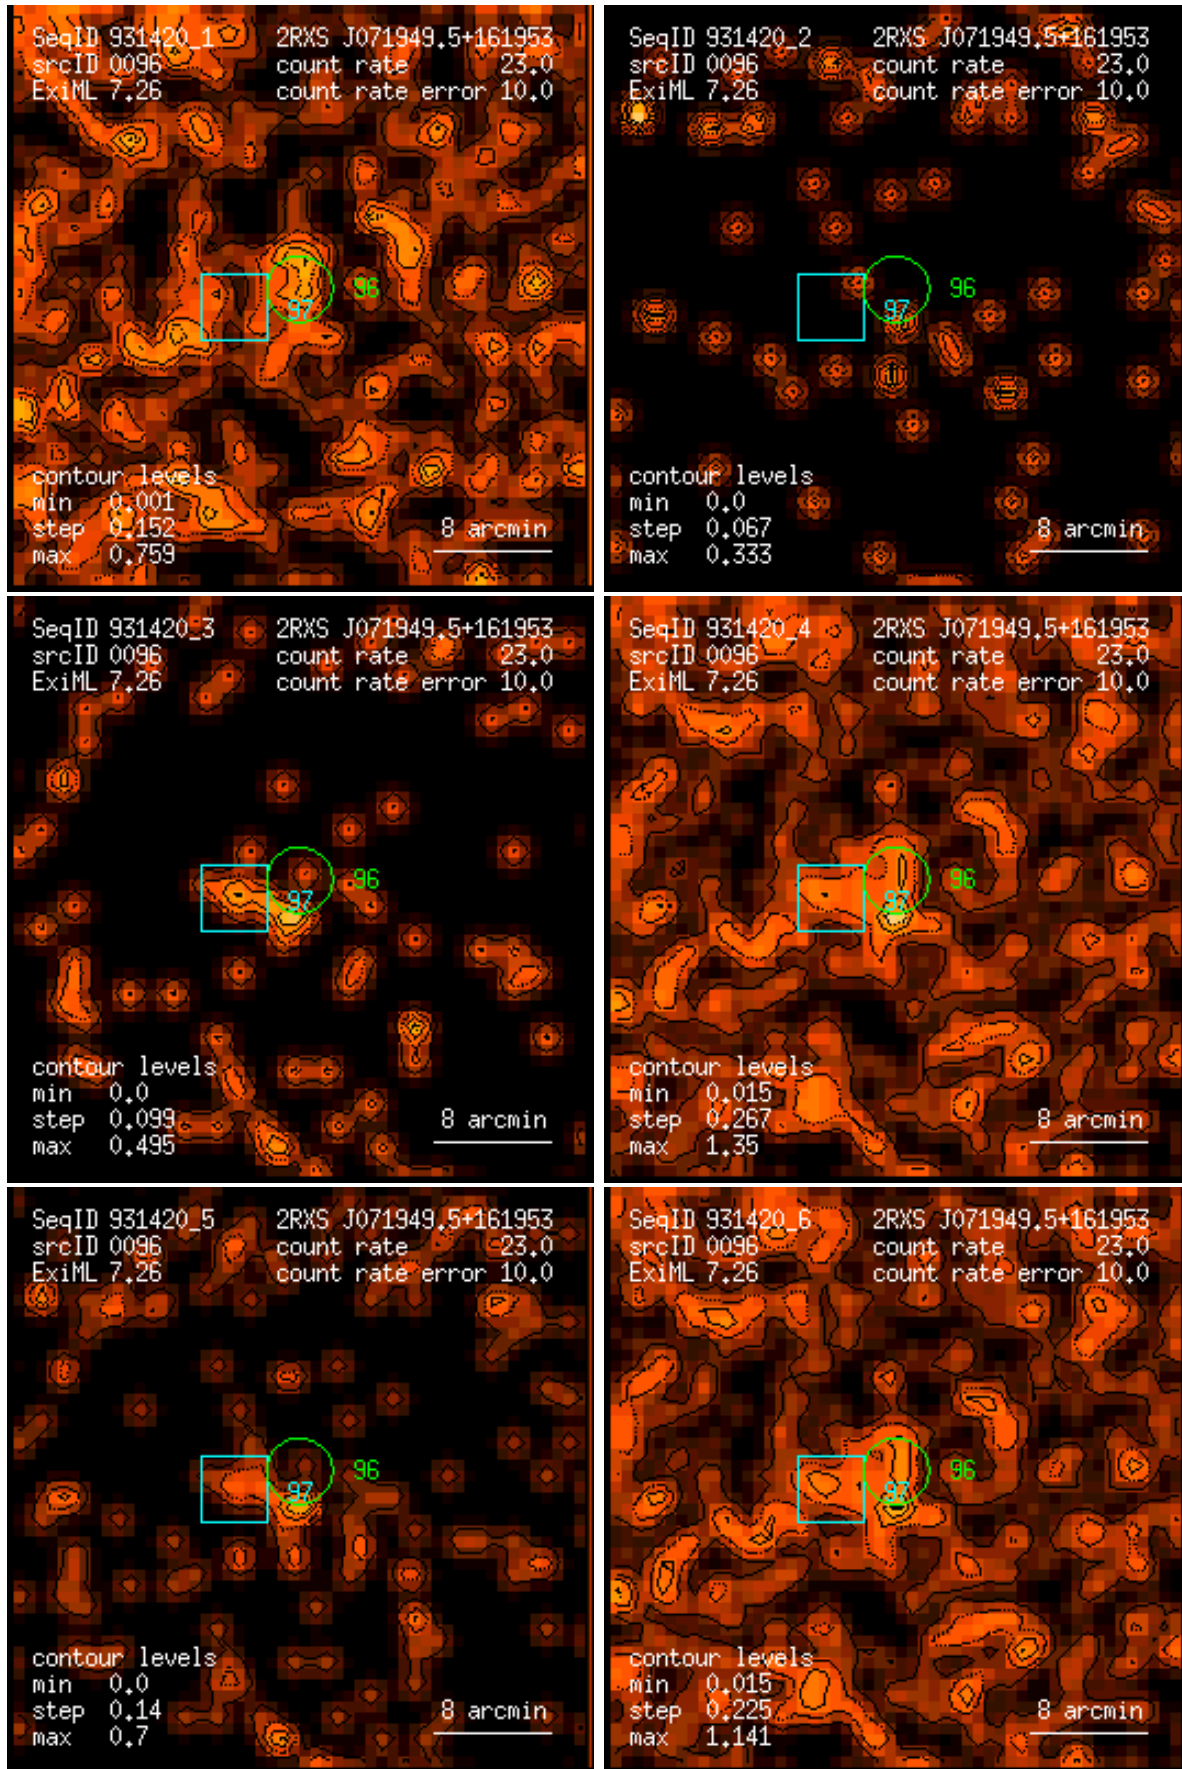 SeqID 931420_1 2RXS J071949.5+161953
srcID 0096 count rate 23.0
ExiML 7.26 count rate error 10.0
96
97
contour levels
min 0.001
step 0.152 8 arcmin
max 0.759
SeqID 931420_2 2RXS J071949.5+161953
srcID 0096 count rate 23.0
ExiML 7.26 count rate error 10.0
96
97
contour levels
min 0.0
step 0.067 8 arcmin
max 0.333
SeqID 931420_3 2RXS J071949.5+161953
srcID 0096 count rate 23.0
ExiML 7.26 count rate error 10.0
96
97
contour levels
min 0.0
step 0.099 8 arcmin
max 0.495
SeqID 931420_4 2RXS J071949.5+161953
srcID 0096 count rate 23.0
ExiML 7.26 count rate error 10.0
96
97
contour levels
min 0.015
step 0.267 8 arcmin
max 1.35
SeqID 931420_5 2RXS J071949.5+161953
srcID 0096 count rate 23.0
ExiML 7.26 count rate error 10.0
96
97
contour levels
min 0.0
step 0.14 8 arcmin
max 0.7
SeqID 931420_6 2RXS J071949.5+161953
srcID 0096 count rate 23.0
ExiML 7.26 count rate error 10.0
96
97
contour levels
min 0.015
step 0.225 8 arcmin
max 1.141